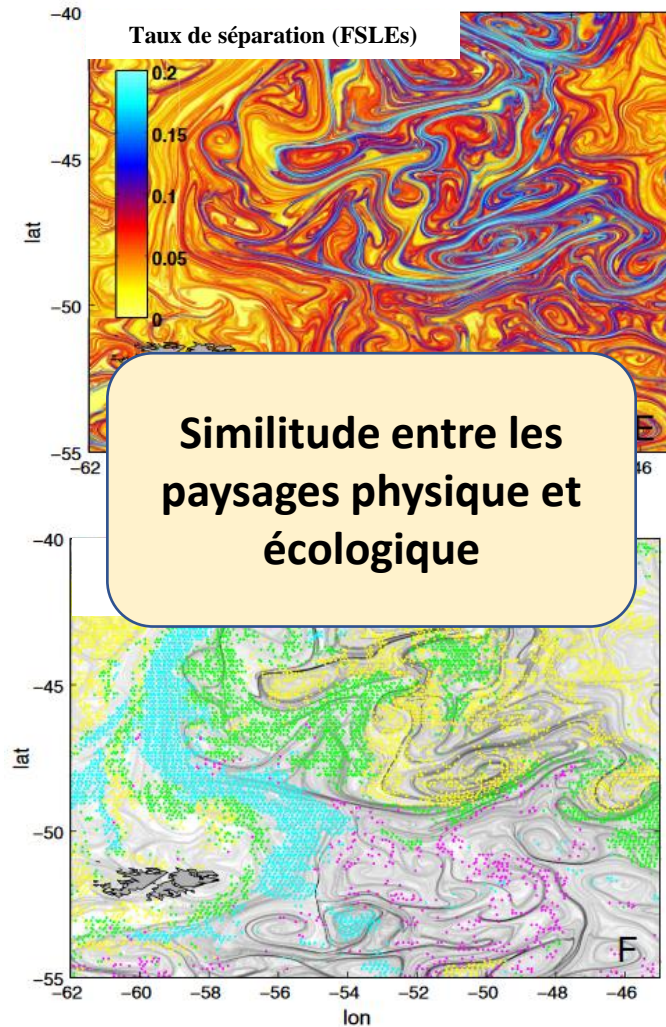 −40
Taux de séparation (FSLEs)
0.2
0.15
−45
0.1
lat
0.05
−50
0
E
−55
−62
46
Similitude entre les
paysages physique et
écologique
−40
−45
lat
−50
F
−55
−62 −60 −58 −56 −54 −52 −50 −48 −46
lon